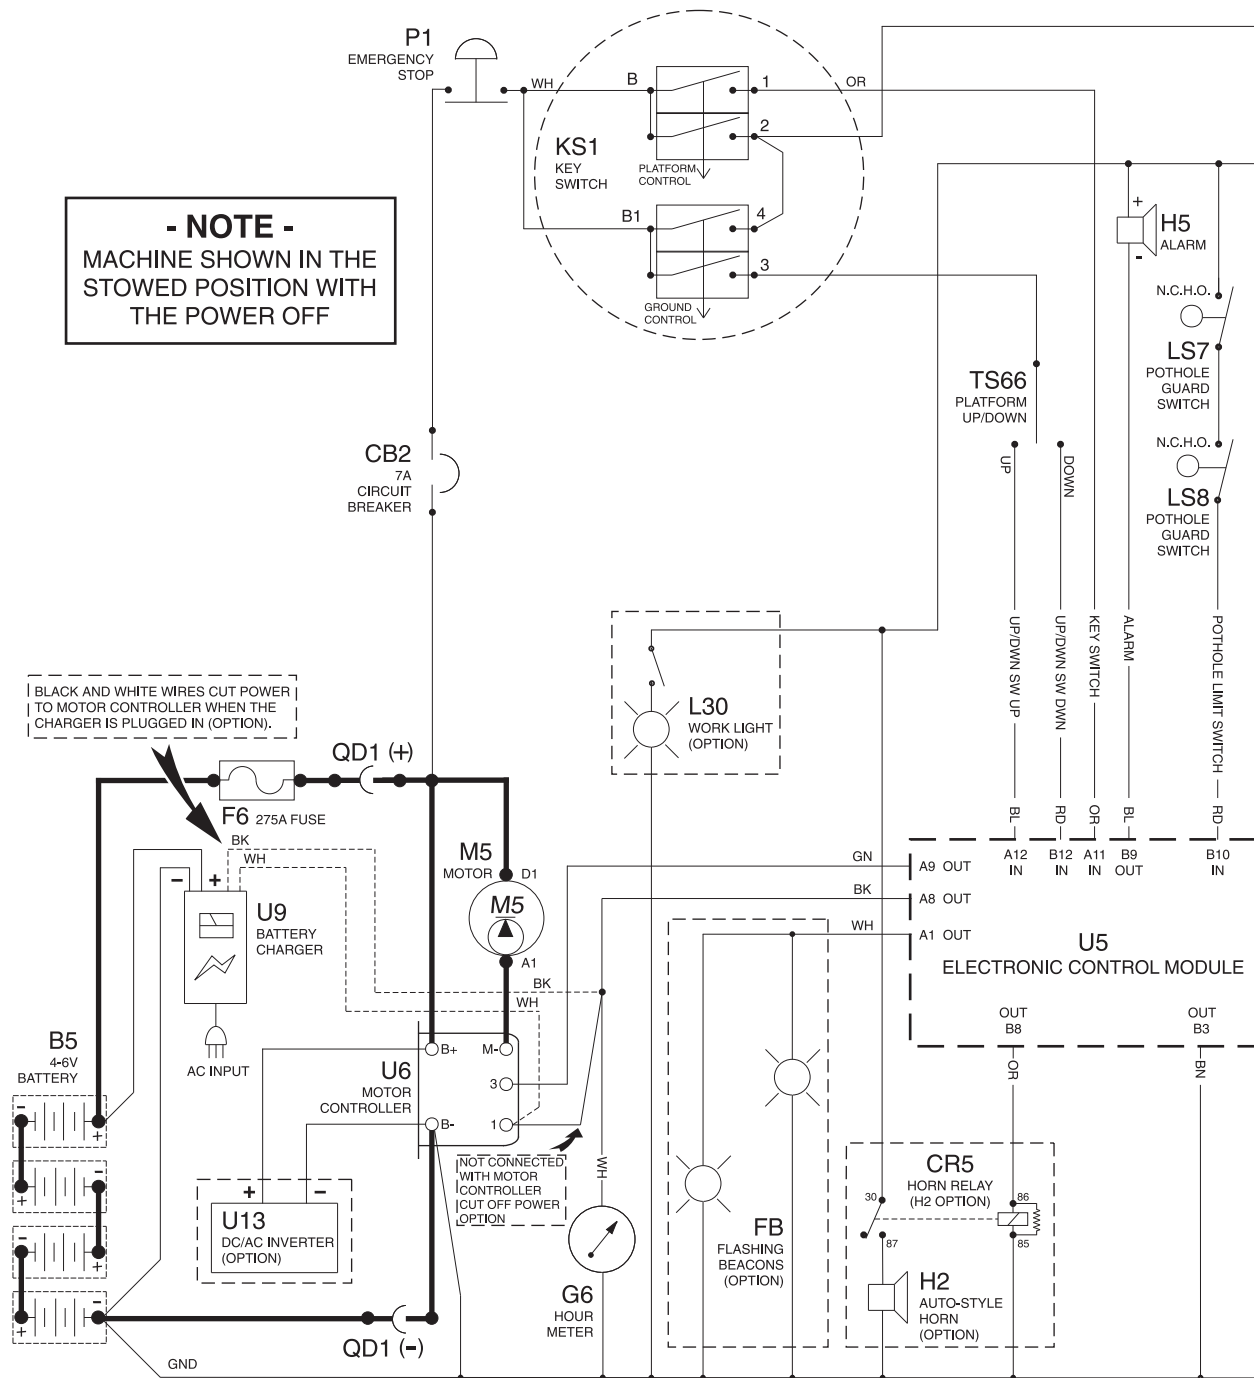 P1
EMERGENCY
STOP
WH
B
1
OR
2
KS1
KEY
SWITCH
PLATFORM
CONTROL
B1
4
3
GROUND
CONTROL
- NOTE -
MACHINE SHOWN IN THE
STOWED POSITION WITH
THE POWER OFF
+
H5
ALARM
-
N.C.H.O.
LS7
POTHOLE
GUARD
SWITCH
TS66
PLATFORM
UP/DOWN
UP
DOWN
N.C.H.O.
LS8
POTHOLE
GUARD
SWITCH
CB2
7A
CIRCUIT
BREAKER
UP/DWN SW UP
UP/DWN SW DWN
KEY SWITCH
ALARM
POTHOLE LIMIT SWITCH
BL
RD
OR
BL
RD
L30
WORK LIGHT
(OPTION)
BLACK AND WHITE WIRES CUT POWER
TO MOTOR CONTROLLER WHEN THE
CHARGER IS PLUGGED IN (OPTION).
QD1 (+)
F6 275A FUSE
BK
WH
- +
U9
BATTERY
CHARGER
AC INPUT
M5
MOTOR
D1
M5
A1
BK
WH
GN
BK
WH
A12
IN
B12
IN
A11
IN
B9
OUT
B10
IN
A9 OUT
A8 OUT
A1 OUT
U5
ELECTRONIC CONTROL MODULE
OUT
B8
OUT
B3
OR
BN
B5
4-6V
BATTERY
-
+
-
+
-
+
-
+
U6
MOTOR
CONTROLLER
B+
M-
3
B-
1
NOT CONNECTED
WITH MOTOR
CONTROLLER
CUT OFF POWER
OPTION
WH
+ -
U13
DC/AC INVERTER
(OPTION)
G6
HOUR
METER
FB
FLASHING
BEACONS
(OPTION)
CR5
HORN RELAY
(H2 OPTION)
30
87
86
85
H2
AUTO-STYLE
HORN
(OPTION)
QD1 (-)
GND